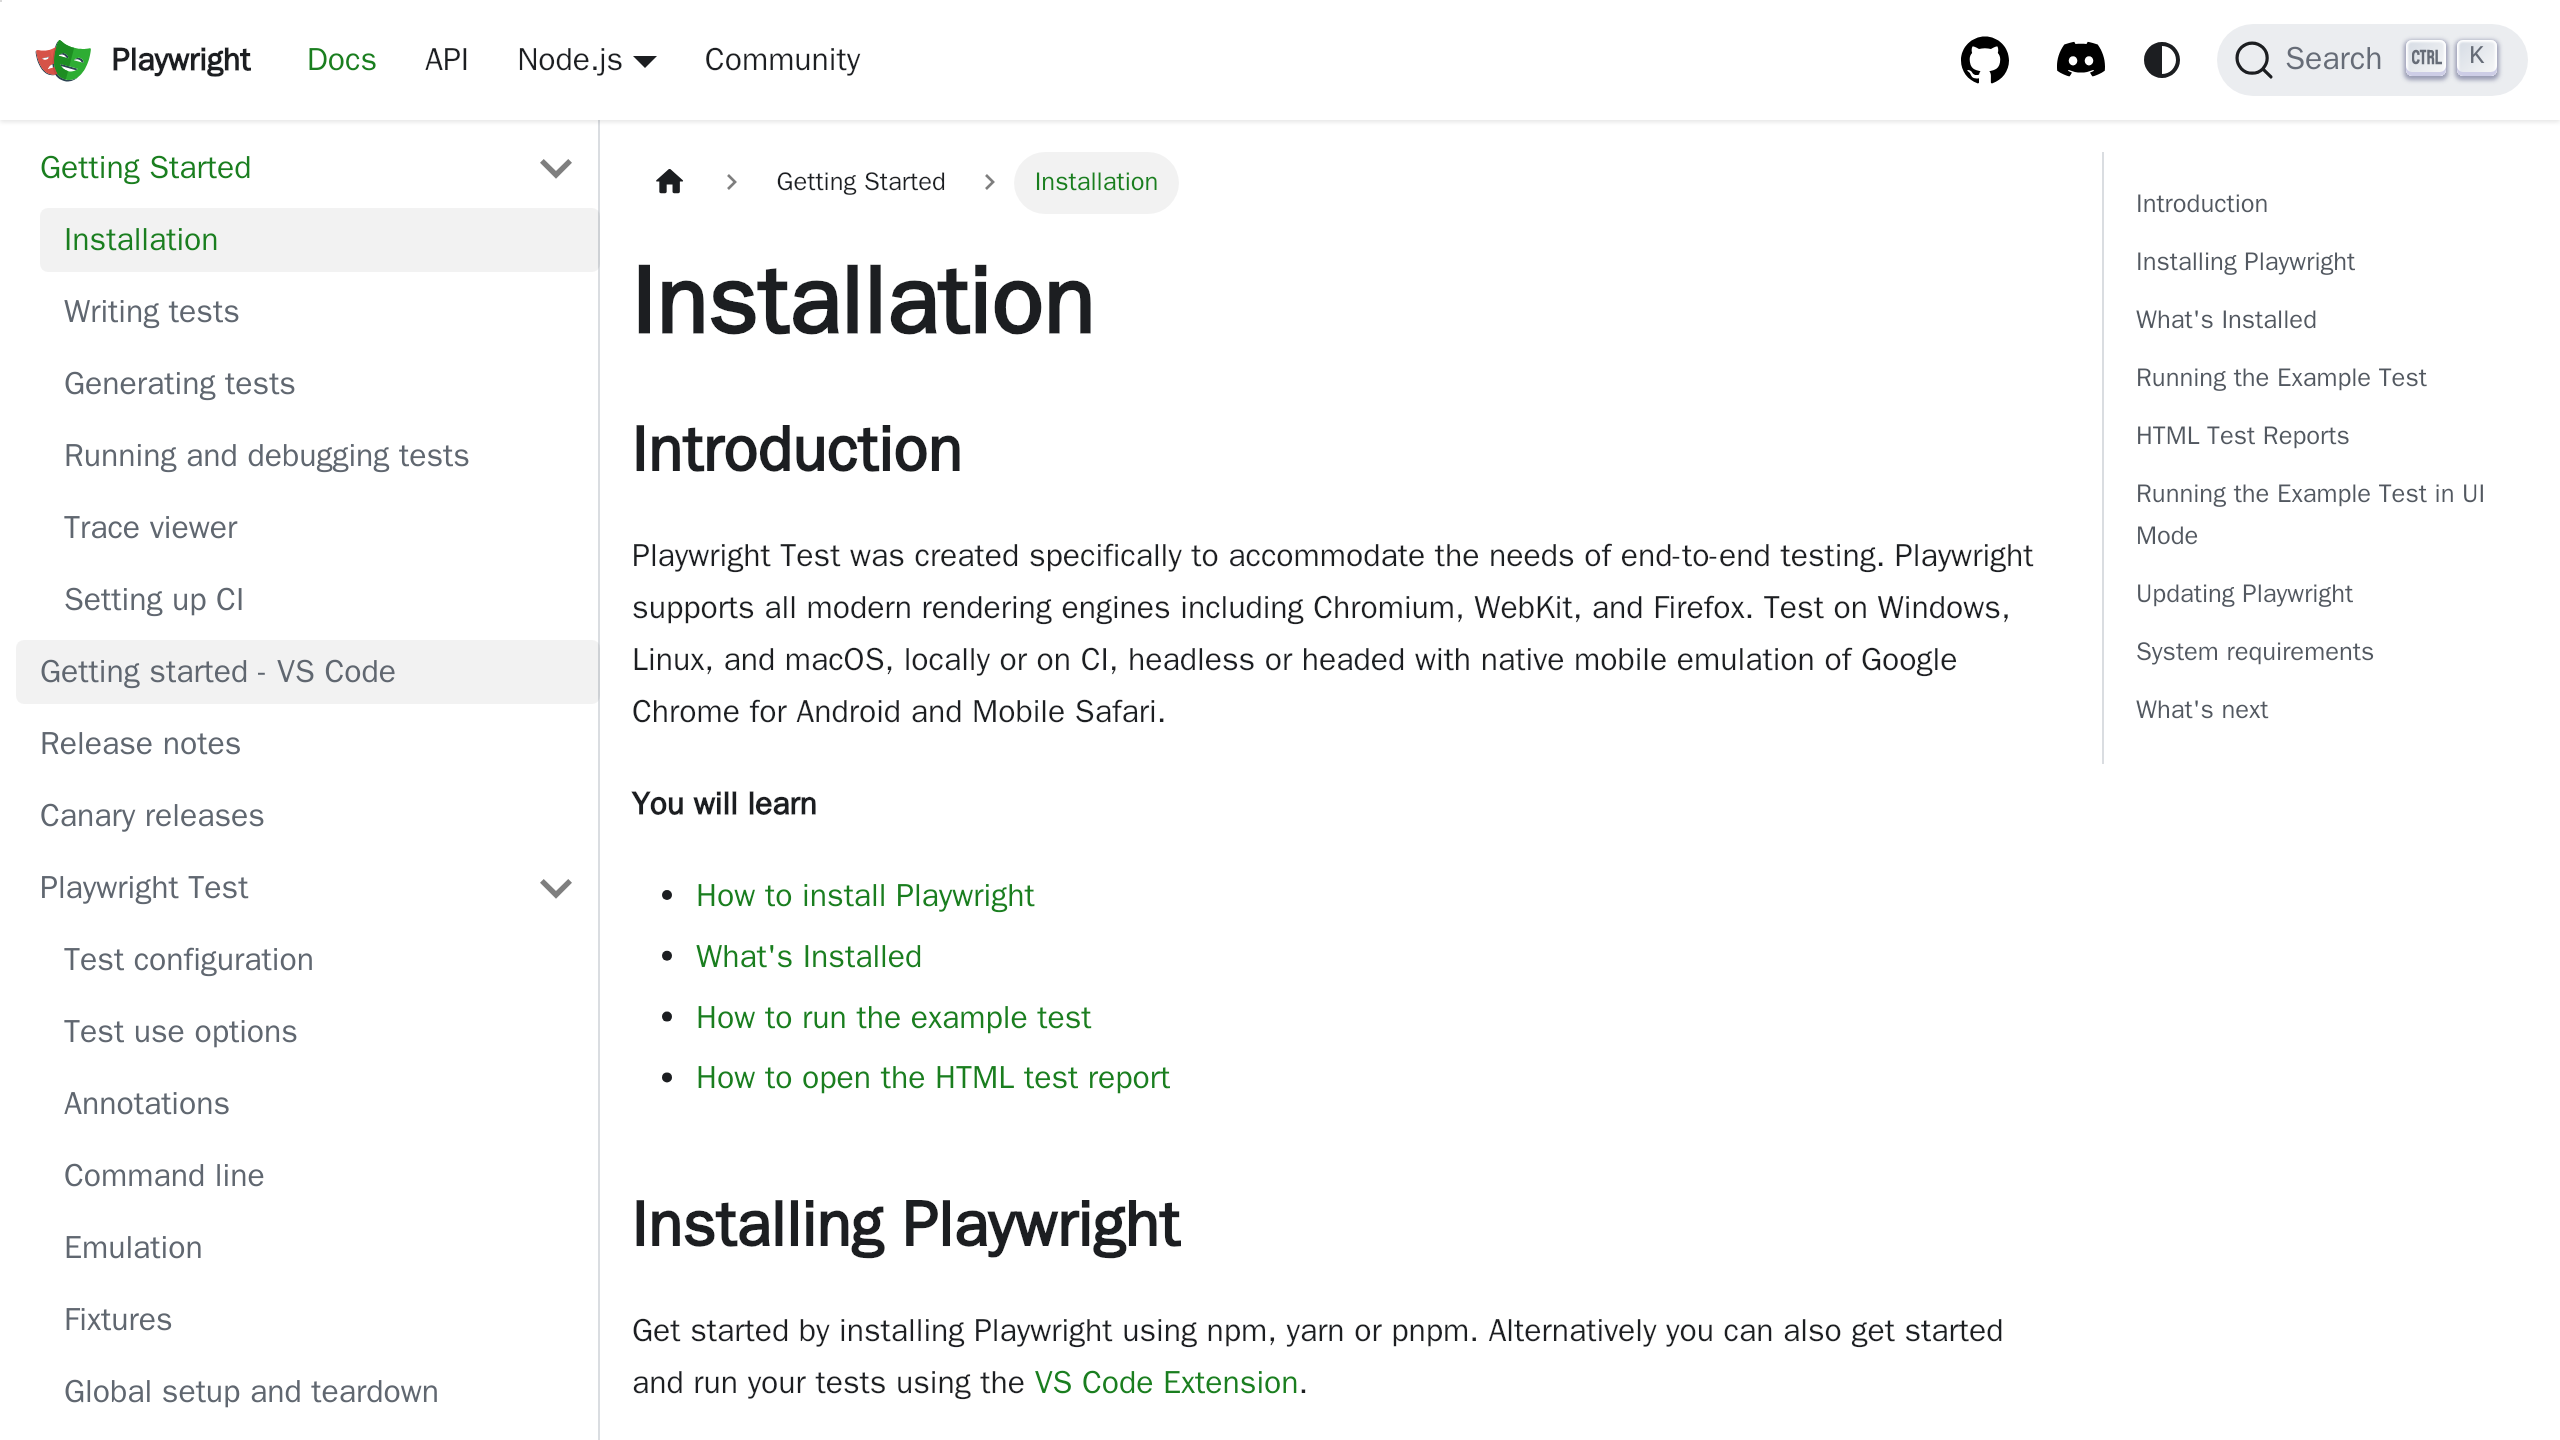 Playwright
Docs
API
Node.js
Community
Search
CTRL
K
Getting Started
Installation
Writing tests
Generating tests
Running and debugging tests
Trace viewer
Setting up CI
Getting started - VS Code
Release notes
Canary releases
Playwright Test
Test configuration
Test use options
Annotations
Command line
Emulation
Fixtures
Global setup and teardown
Getting Started
Installation
Installation
Introduction
Playwright Test was created specifically to accommodate the needs of end-to-end testing. Playwright
supports all modern rendering engines including Chromium, WebKit, and Firefox. Test on Windows,
Linux, and macOS, locally or on CI, headless or headed with native mobile emulation of Google
Chrome for Android and Mobile Safari.
You will learn
• How to install Playwright
• What's Installed
• How to run the example test
• How to open the HTML test report
Installing Playwright
Get started by installing Playwright using npm, yarn or pnpm. Alternatively you can also get started
and run your tests using the VS Code Extension.
Introduction
Installing Playwright
What's Installed
Running the Example Test
HTML Test Reports
Running the Example Test in UI
Mode
Updating Playwright
System requirements
What's next